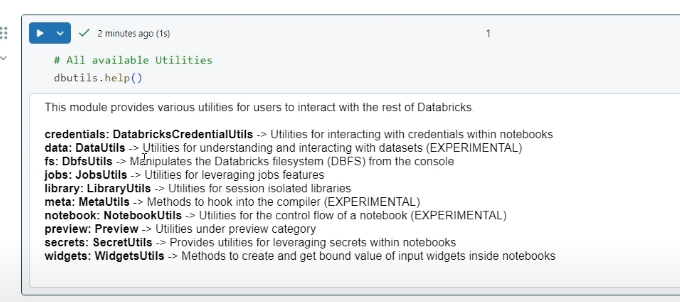 2 minutes ago (1s)
1
# All available Utilities
dbutils.help()
This module provides various utilities for users to interact with the rest of Databricks.
credentials: DatabricksCredentialUtils -> Utilities for interacting with credentials within notebooks
data: DataUtils -> Utilities for understanding and interacting with datasets (EXPERIMENTAL)
fs: DbfsUtils -> Manipulates the Databricks filesystem (DBFS) from the console
jobs: JobsUtils -> Utilities for leveraging jobs features
library: LibraryUtils -> Utilities for session isolated libraries
meta: MetaUtils -> Methods to hook into the compiler (EXPERIMENTAL)
notebook: NotebookUtils -> Utilities for the control flow of a notebook (EXPERIMENTAL)
preview: Preview -> Utilities under preview category
secrets: SecretUtils -> Provides utilities for leveraging secrets within notebooks
widgets: WidgetsUtils -> Methods to create and get bound value of input widgets inside notebooks